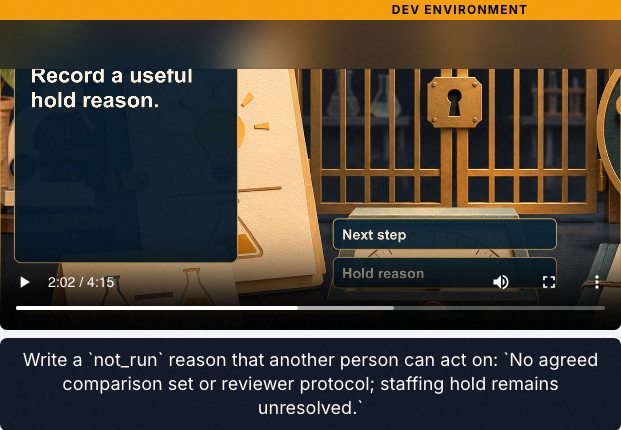 DEV ENVIRONMENT
Record a useful
hold reason.
Next step
Hold reason
2:02 / 4:15
Write a `not_run` reason that another person can act on: `No agreed
comparison set or reviewer protocol; staffing hold remains
unresolved.`